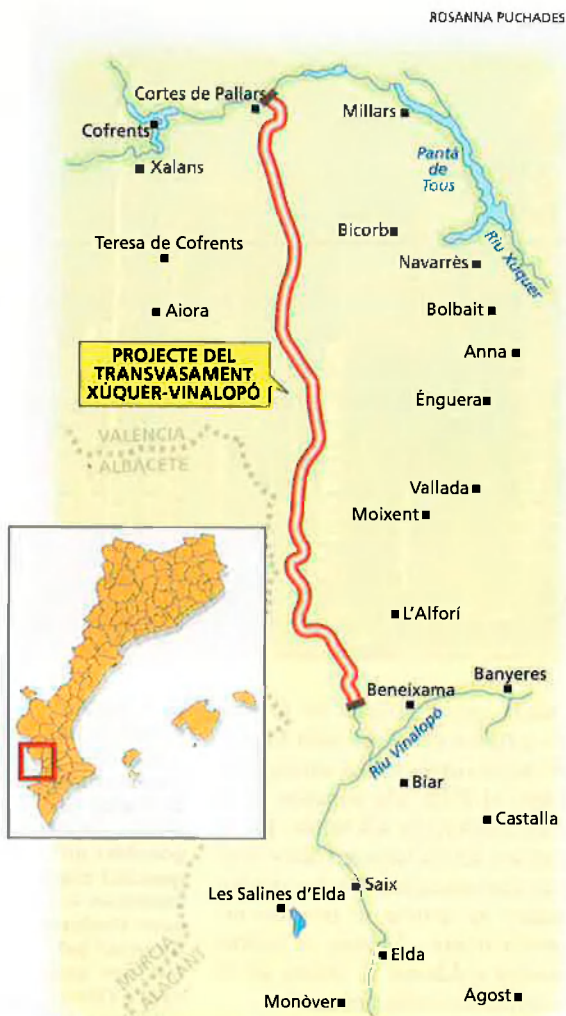 ROSANNA PUCHADES
Cortes de Pallars
Millars
Cofrents
Xalans
Pantà
de
Tous
Bicorb
Teresa de Cofrents
Navarrès
Riu Xúquer
Aiora
Bolbait
Anna
PROJECTE DEL
TRANSVASAMENT
XÚQUER-VINALOPÓ
Énguera
VALÈNCIA
ALBACETE
Vallada
Moixent
L'Alforí
Banyeres
Beneixama
Riu Vinalopó
Biar
Castalla
Saix
Les Salines d'Elda
Elda
MÚRCIA
ALACANT
Monòver
Agost